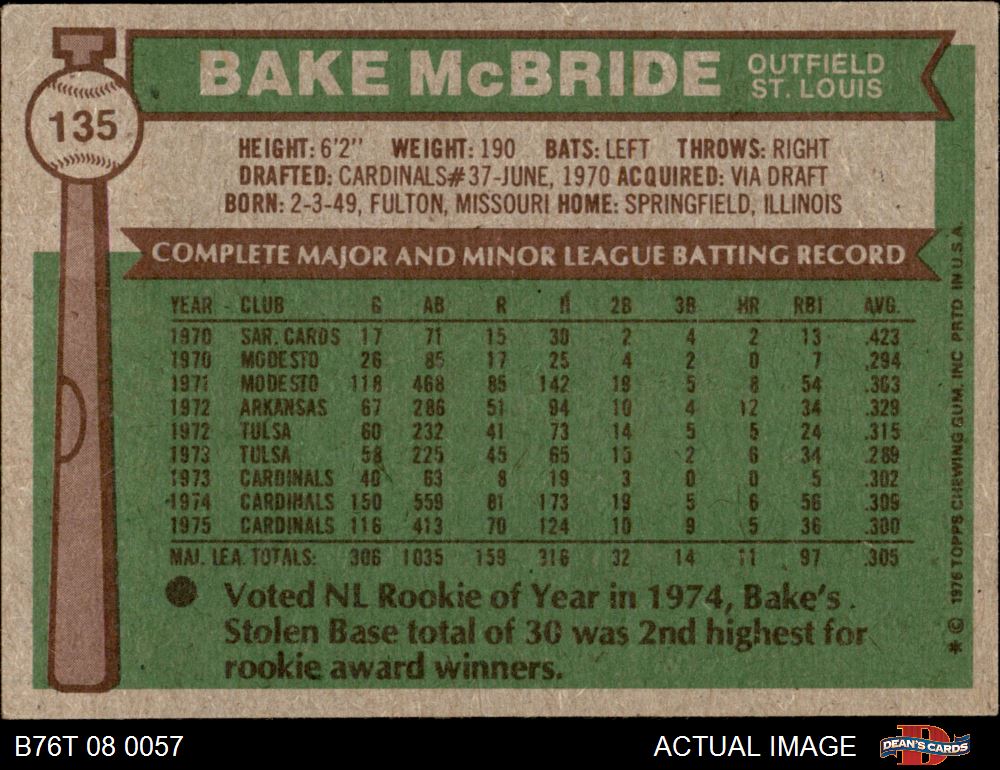 BAKE McBRIDE OUTFIELD ST. LOUIS
135
HEIGHT: 6'2" WEIGHT: 190 BATS: LEFT THROWS: RIGHT
DRAFTED: CARDINALS#37-JUNE, 1970 ACQUIRED: VIA DRAFT
BORN: 2-3-49, FULTON, MISSOURI HOME: SPRINGFIELD, ILLINOIS
COMPLETE MAJOR AND MINOR LEAGUE BATTING RECORD
YEAR - CLUB G AB R H 2B 3B HR RBI AVG.
1970 SAR. CARDS 17 71 15 30 2 4 2 13 .423
1970 MODESTO 26 85 17 25 4 2 0 7 .294
1971 MODESTO 118 468 85 142 19 5 8 54 .303
1972 ARKANSAS 67 286 51 94 10 4 12 34 .329
1972 TULSA 60 232 41 73 14 5 5 24 .315
1973 TULSA 58 225 45 65 15 2 6 34 .289
1973 CARDINALS 40 63 8 19 3 0 0 5 .302
1974 CARDINALS 150 559 81 173 19 5 6 56 .309
1975 CARDINALS 116 413 70 124 10 9 5 36 .300
MAJ. LEA. TOTALS: 306 1035 159 316 32 14 11 97 .305
Voted NL Rookie of Year in 1974, Bake's
Stolen Base total of 30 was 2nd highest for
rookie award winners.
* © 1976 TOPPS CHEWING GUM, INC PRTD. IN U.S.A.
B76T 08 0057
ACTUAL IMAGE
DEAN'S CARDS